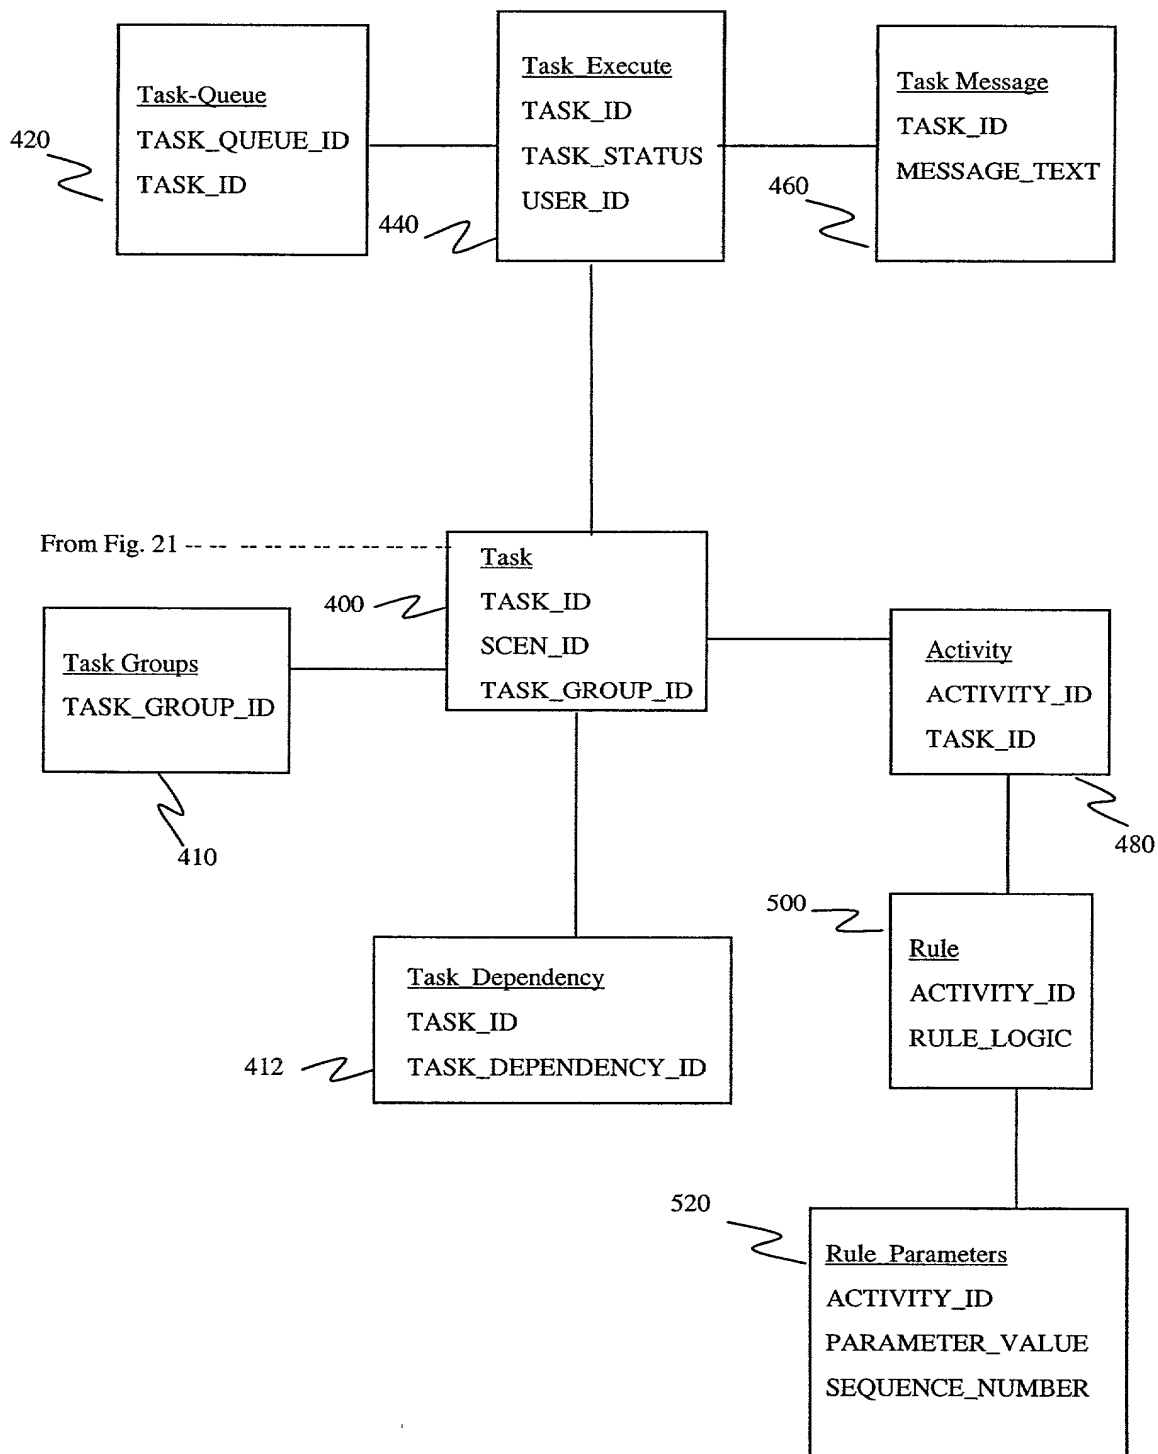 Task-Queue
TASK_QUEUE_ID
TASK_ID
420
Task_Execute
TASK_ID
TASK_STATUS
USER_ID
440
Task Message
TASK_ID
MESSAGE_TEXT
460
From Fig. 21
Task
TASK_ID
SCEN_ID
TASK_GROUP_ID
400
Task Groups
TASK_GROUP_ID
410
Activity
ACTIVITY_ID
TASK_ID
480
Task_Dependency
TASK_ID
TASK_DEPENDENCY_ID
412
500
Rule
ACTIVITY_ID
RULE_LOGIC
520
Rule_Parameters
ACTIVITY_ID
PARAMETER_VALUE
SEQUENCE_NUMBER